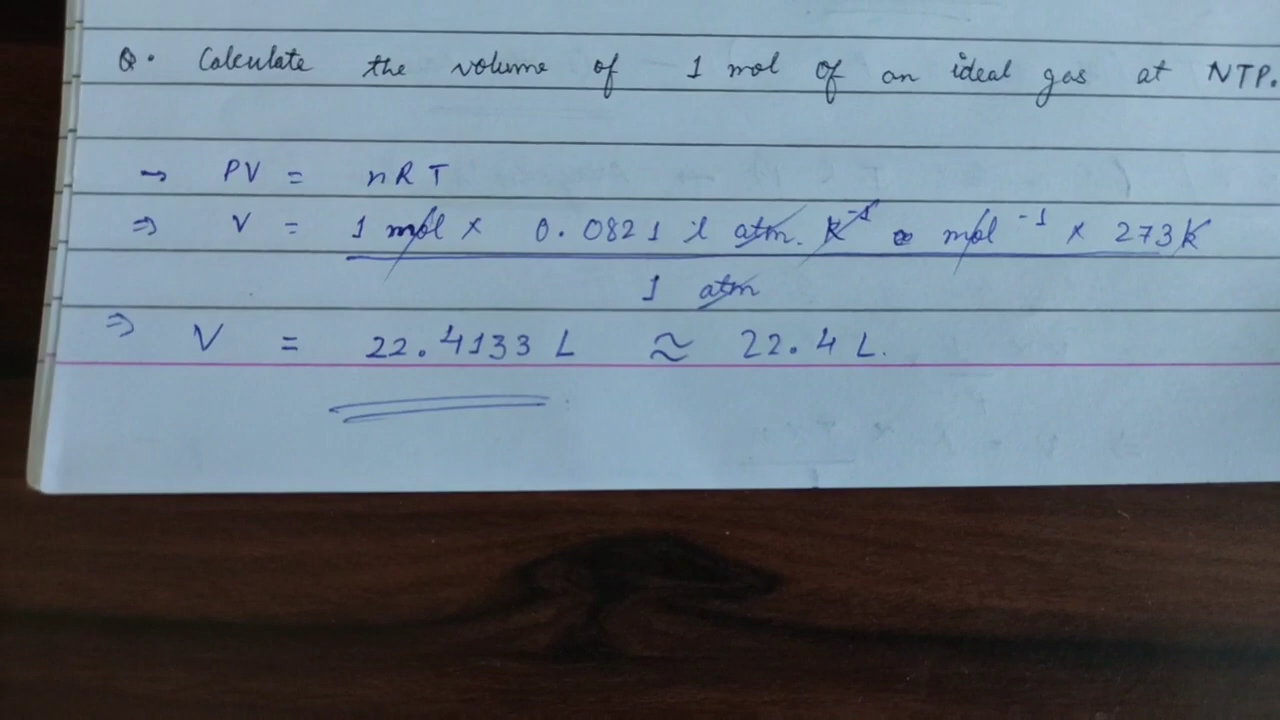 Q. Calculate the volume of 1 mol of an ideal gas at NTP.
→ PV = nRT
⇒ V = 1 mol × 0.0821 l atm. K⁻¹ mol⁻¹ × 273K
1 atm
⇒ V = 22.4133 L ≈ 22.4 L.